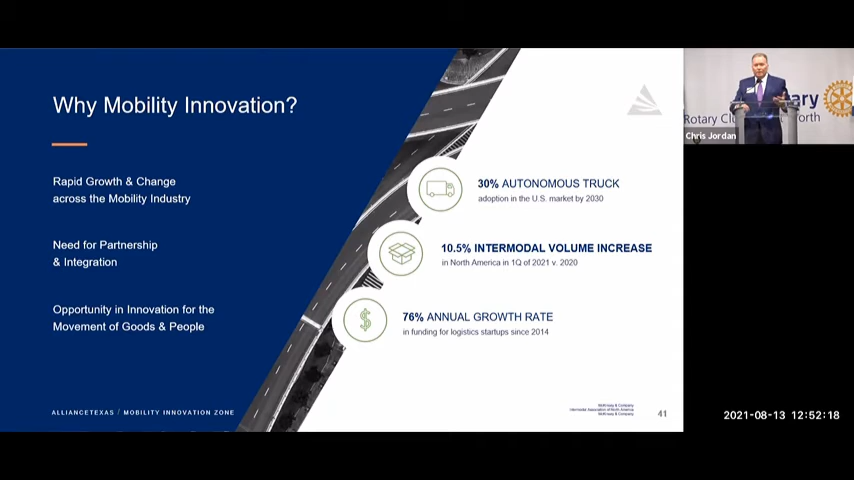 Why Mobility Innovation?
Rapid Growth & Change
across the Mobility Industry
Need for Partnership
& Integration
Opportunity in Innovation for the
Movement of Goods & People
30% AUTONOMOUS TRUCK
adoption in the U.S. market by 2030
10.5% INTERMODAL VOLUME INCREASE
in North America in 1Q of 2021 v. 2020
76% ANNUAL GROWTH RATE
in funding for logistics startups since 2014
ALLIANCETEXAS / MOBILITY INNOVATION ZONE
McKinsey & Company
Intermodal Association of North America
McKinsey & Company
41
ary
Rotary Clu
orth
Chris Jordan
2021-08-13 12:52:18